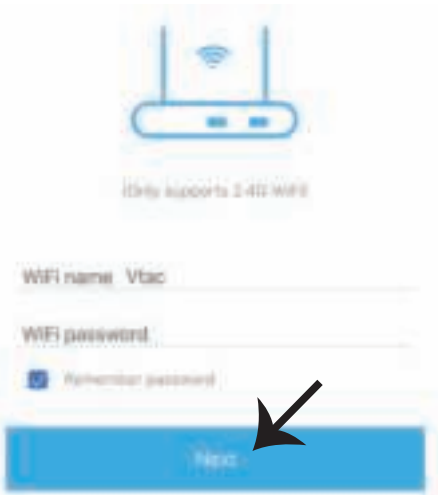 (Only supports 2.4G WiFi)
WiFi name Vtac
WiFi password
Remember password
Next